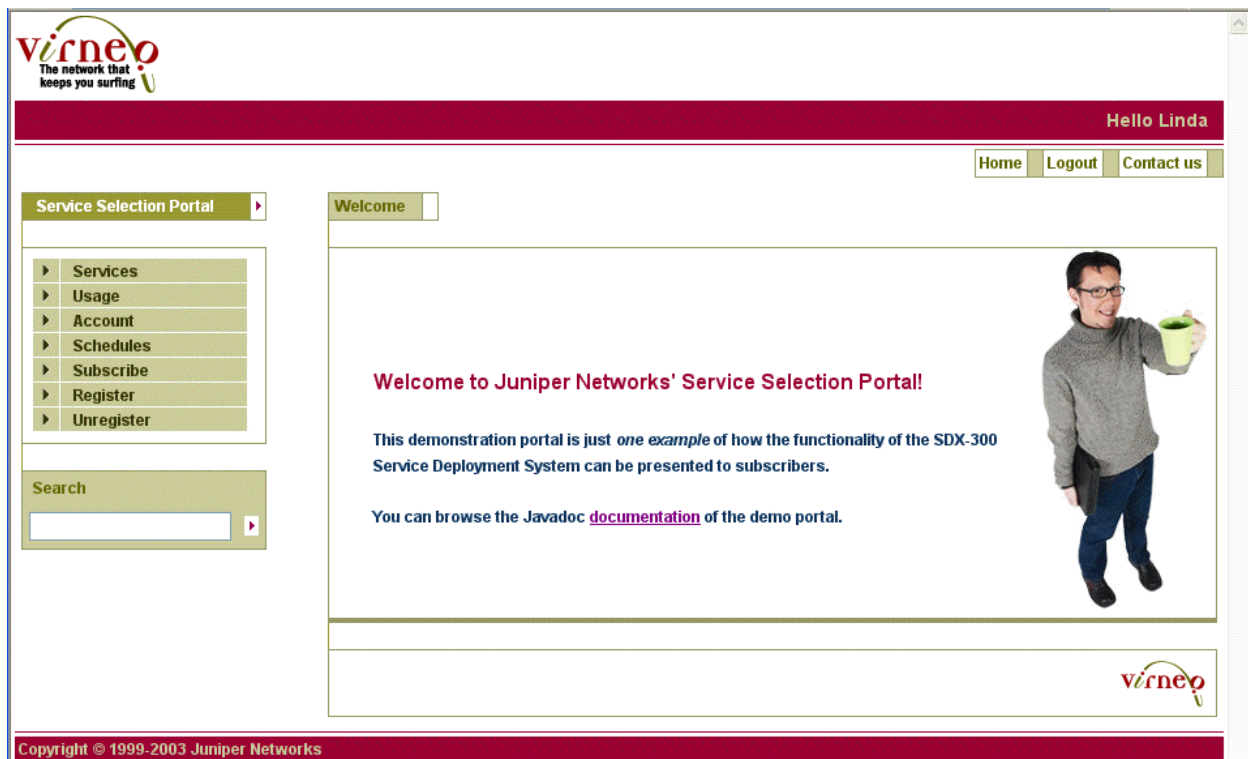 virneo
The network that
keeps you surfing
Hello Linda
Home Logout Contact us
Service Selection Portal
Welcome
Services
Usage
Account
Schedules
Subscribe
Register
Unregister
Search
Welcome to Juniper Networks' Service Selection Portal!
This demonstration portal is just one example of how the functionality of the SDX-300
Service Deployment System can be presented to subscribers.
You can browse the Javadoc documentation of the demo portal.
virneo
Copyright © 1999-2003 Juniper Networks